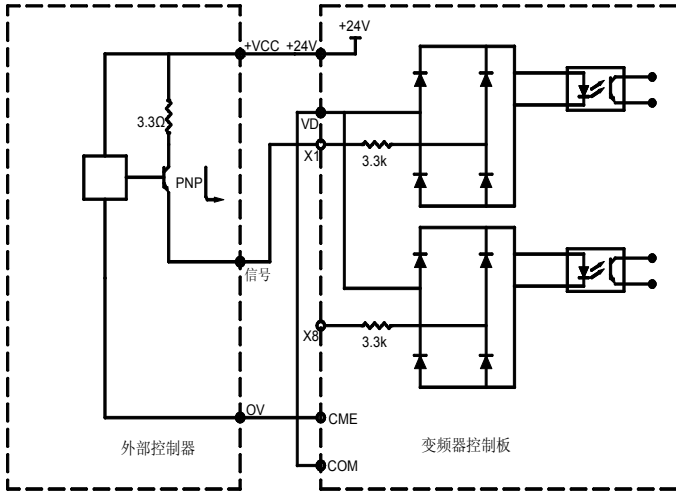 +24V
+VCC
+24V
3.3Ω
VD
X1
3.3k
PNP
信号
X8
3.3k
OV
CME
外部控制器
变频器控制板
COM